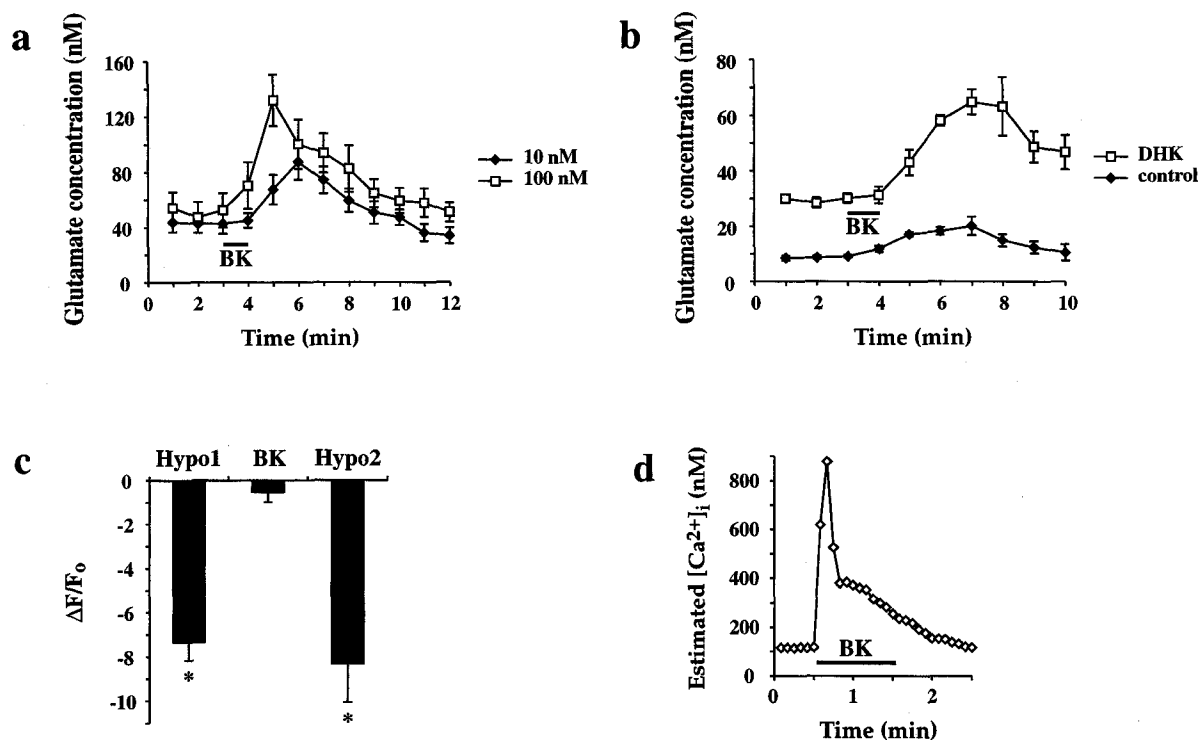 a
Glutamate concentration (nM)
160
120
80
40
0
BK
0 2 4 6 8 10 12
Time (min)
10 nM
100 nM
b
Glutamate concentration (nM)
80
60
40
20
0
BK
0 2 4 6 8 10
Time (min)
DHK
control
c
Hypo1 BK Hypo2
0
-2
-4
-6
-8
-10
ΔF/Fo
*
*
d
Estimated [Ca2+]i (nM)
800
600
400
200
0
BK
0 1 2
Time (min)